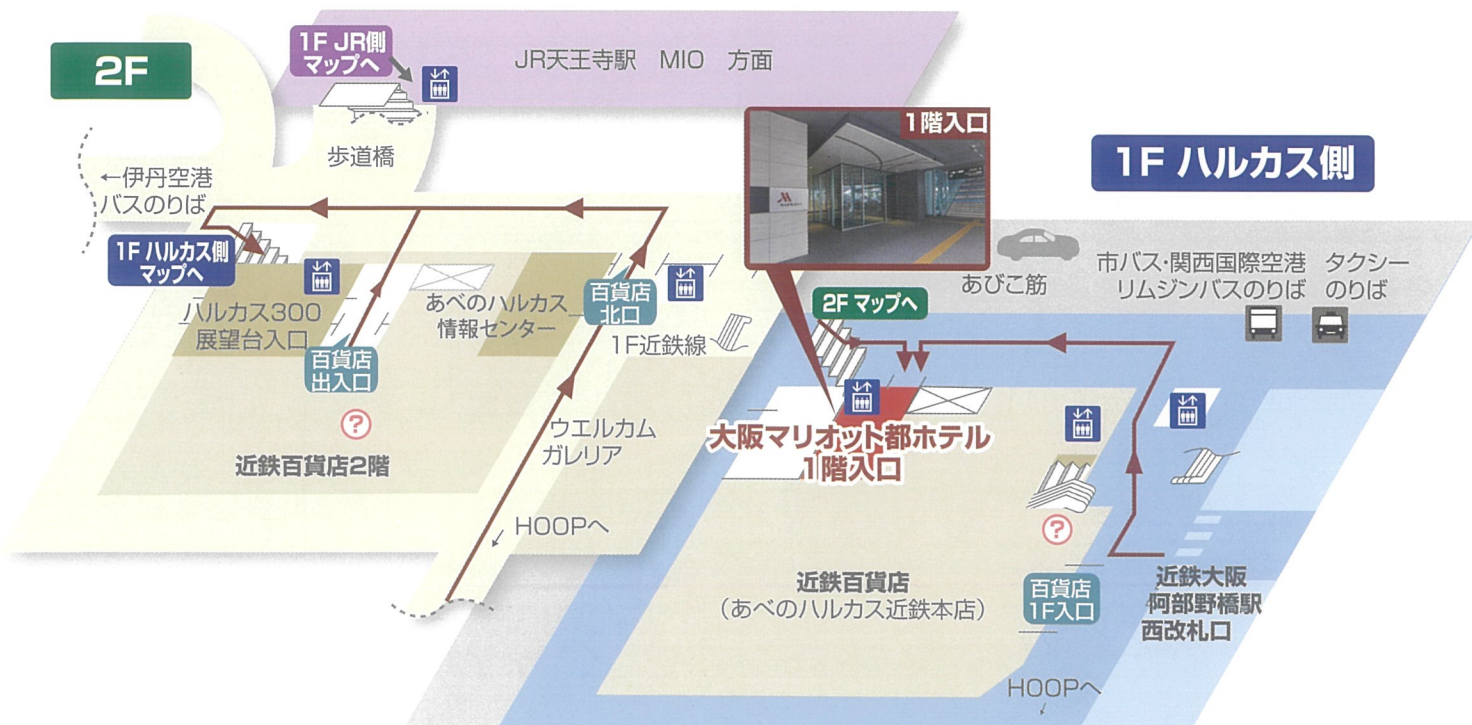 2F
1F JR側
マップへ
JR天王寺駅　MIO　方面
歩道橋
←伊丹空港
バスのりば
1F ハルカス側
マップへ
ハルカス300
展望台入口
百貨店
出入口
あべのハルカス
情報センター
百貨店
北口
1F近鉄線
?
近鉄百貨店2階
ウエルカム
ガレリア
HOOPへ
1階入口
1F ハルカス側
あびこ筋
市バス・関西国際空港
リムジンバスのりば
タクシー
のりば
2F マップへ
大阪マリオット都ホテル
1階入口
?
近鉄百貨店
（あべのハルカス近鉄本店）
百貨店
1F入口
近鉄大阪
阿部野橋駅
西改札口
HOOPへ